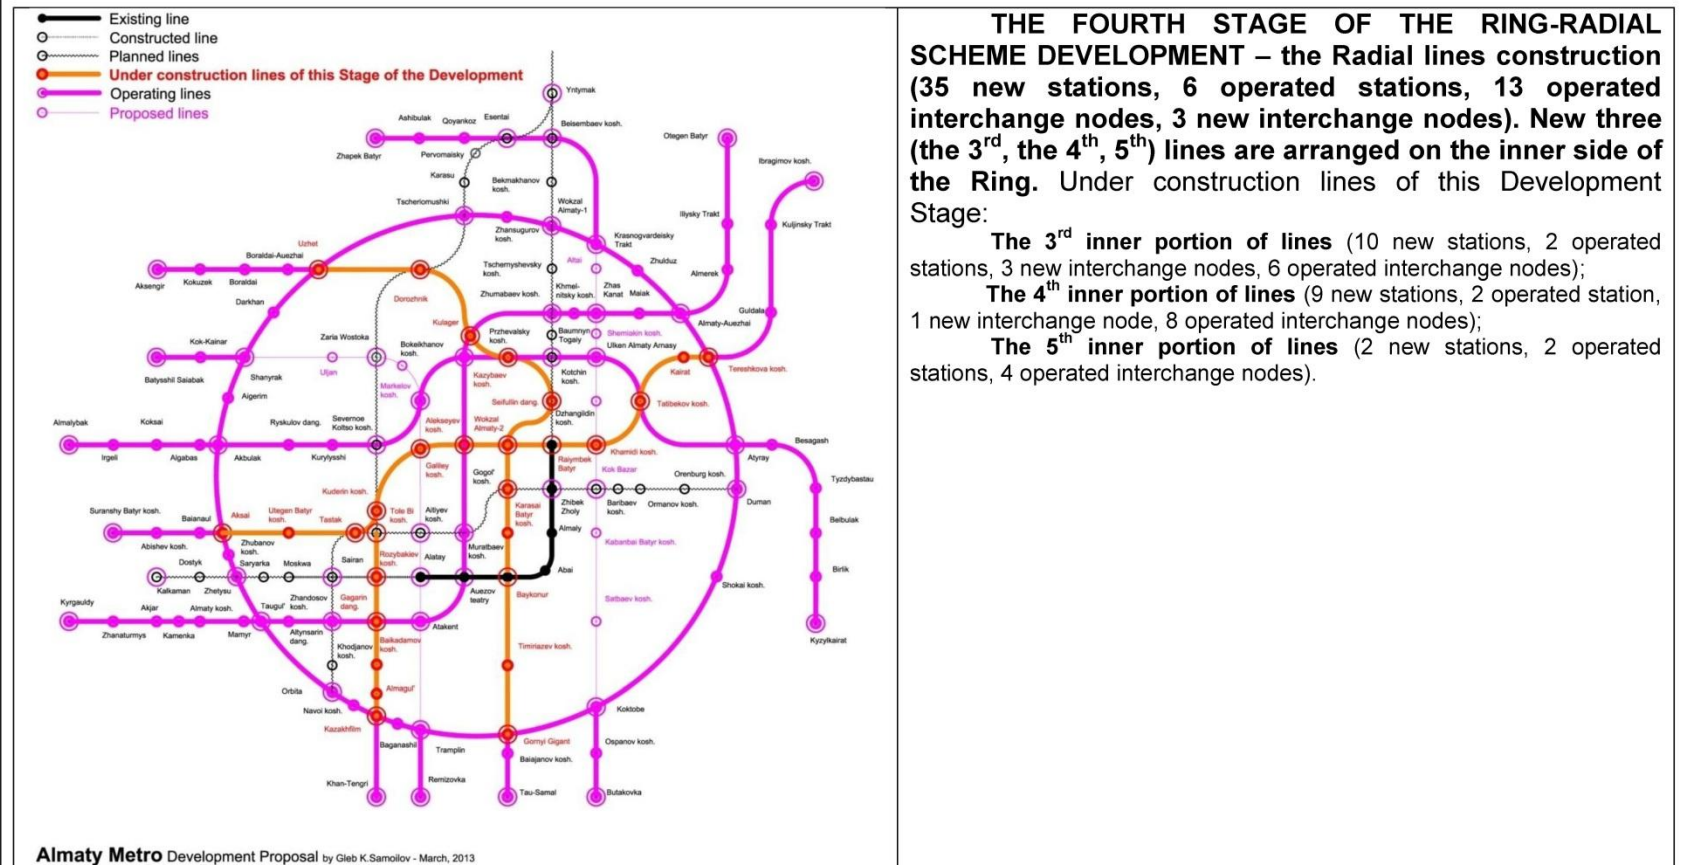 Existing line
Constructed line
Planned lines
Under construction lines of this Stage of the Development
Operating lines
Proposed lines
Yntymak
Ashibulak
Qoyankoz
Esentai
Beisembaev kosh.
Zhapek Batyr
Pervomaisky
Otegen Batyr
Ibragimov kosh.
Karasu
Bekmakhanov
kosh.
Tscheriomushki
Wokzal
Almaty-1
Zhansugurov
kosh.
Krasnogvardeisky
Trakt
Iliysky Trakt
Kuljinsky Trakt
Uzhet
Boraldai-Auezhai
Aksengir
Kokuzek
Boraldai
Tschernyshevsky
kosh.
Altai
Zhulduz
Almerek
Darkhan
Dorozhnik
Zhumabaev kosh.
Khmel-
nitsky kosh.
Zhas
Kanat
Maiak
Guldala
Almaty-Auezhai
Kulager
Zaria Wostoka
Kok-Kainar
Bokeikhanov
kosh.
Przhevalsky
kosh.
Baumnyn
Togaiy
Shemiakin kosh.
Ulken Almaty Arnasy
Batysshil Saiabak
Shanyrak
Uljan
Markelov
kosh.
Kazybaev
kosh.
Kotchin
kosh.
Kairat
Tereshkova kosh.
Aigerim
Seifullin dang.
Tatibekov kosh.
Almalybak
Koksai
Ryskulov dang.
Severnoe
Koltso kosh.
Alekseyev
kosh.
Wokzal
Almaty-2
Dzhangildin
kosh.
Besagash
Irgeli
Algabas
Akbulak
Kurylysshi
Galiley
kosh.
Gogol'
kosh.
Raiymbek
Batyr
Khamidi kosh.
Atyray
Kok Bazar
Orenburg kosh.
Tyzdybastau
Kuderin kosh.
Suranshy Batyr kosh.
Baianaul
Aksai
Utegen Batyr
kosh.
Tastak
Tole Bi
kosh.
Altiyev
kosh.
Karasai
Batyr
kosh.
Zhibek
Zholy
Baribaev
kosh.
Ormanov kosh.
Duman
Belbulak
Abishev kosh.
Zhubanov
kosh.
Almaly
Kabanbai Batyr kosh.
Dostyk
Saryarka
Moskwa
Sairan
Rozybakiev
kosh.
Alatay
Muratbaev
kosh.
Abai
Birlik
Kalkaman
Zhetysu
Shokai kosh.
Kyrgauldy
Akjar
Almaty kosh.
Taugul'
Zhandosov
kosh.
Gagarin
dang.
Auezov
teatry
Baykonur
Satbaev kosh.
Zhanaturmys
Kamenka
Mamyr
Altynsarin
dang.
Atakent
Kyzylkairat
Khodjanov
kosh.
Baikadamov
kosh.
Timiriazev kosh.
Orbita
Almagul'
Navoi kosh.
Koktobe
Kazakhfilm
Baganashil
Tramplin
Gornyi Gigant
Ospanov kosh.
Baiajanov kosh.
Khan-Tengri
Remizovka
Tau-Samal
Butakovka
Almaty Metro Development Proposal by Gleb K.Samoilov - March, 2013
THE FOURTH STAGE OF THE RING-RADIAL
SCHEME DEVELOPMENT – the Radial lines construction
(35 new stations, 6 operated stations, 13 operated
interchange nodes, 3 new interchange nodes). New three
(the 3rd, the 4th, 5th) lines are arranged on the inner side of
the Ring. Under construction lines of this Development
Stage:
The 3rd inner portion of lines (10 new stations, 2 operated
stations, 3 new interchange nodes, 6 operated interchange nodes);
The 4th inner portion of lines (9 new stations, 2 operated station,
1 new interchange node, 8 operated interchange nodes);
The 5th inner portion of lines (2 new stations, 2 operated
stations, 4 operated interchange nodes).